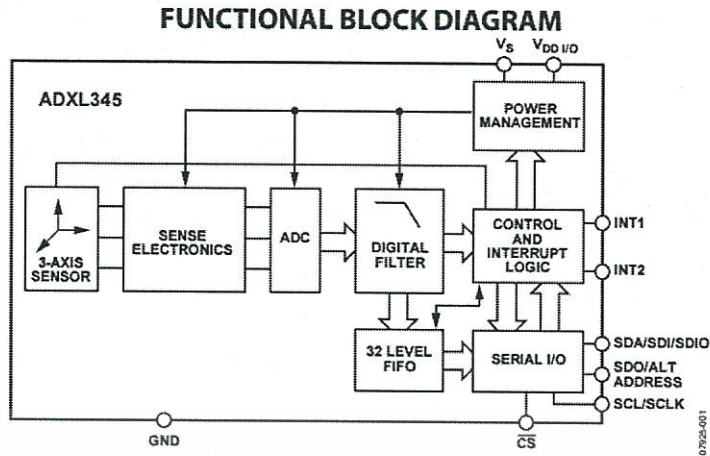 FUNCTIONAL BLOCK DIAGRAM
VS
VDD I/O
ADXL345
POWER
MANAGEMENT
3-AXIS
SENSOR
SENSE
ELECTRONICS
ADC
DIGITAL
FILTER
CONTROL
AND
INTERRUPT
LOGIC
INT1
INT2
32 LEVEL
FIFO
SERIAL I/O
SDA/SDI/SDIO
SDO/ALT
ADDRESS
SCL/SCLK
GND
CS
07925-001